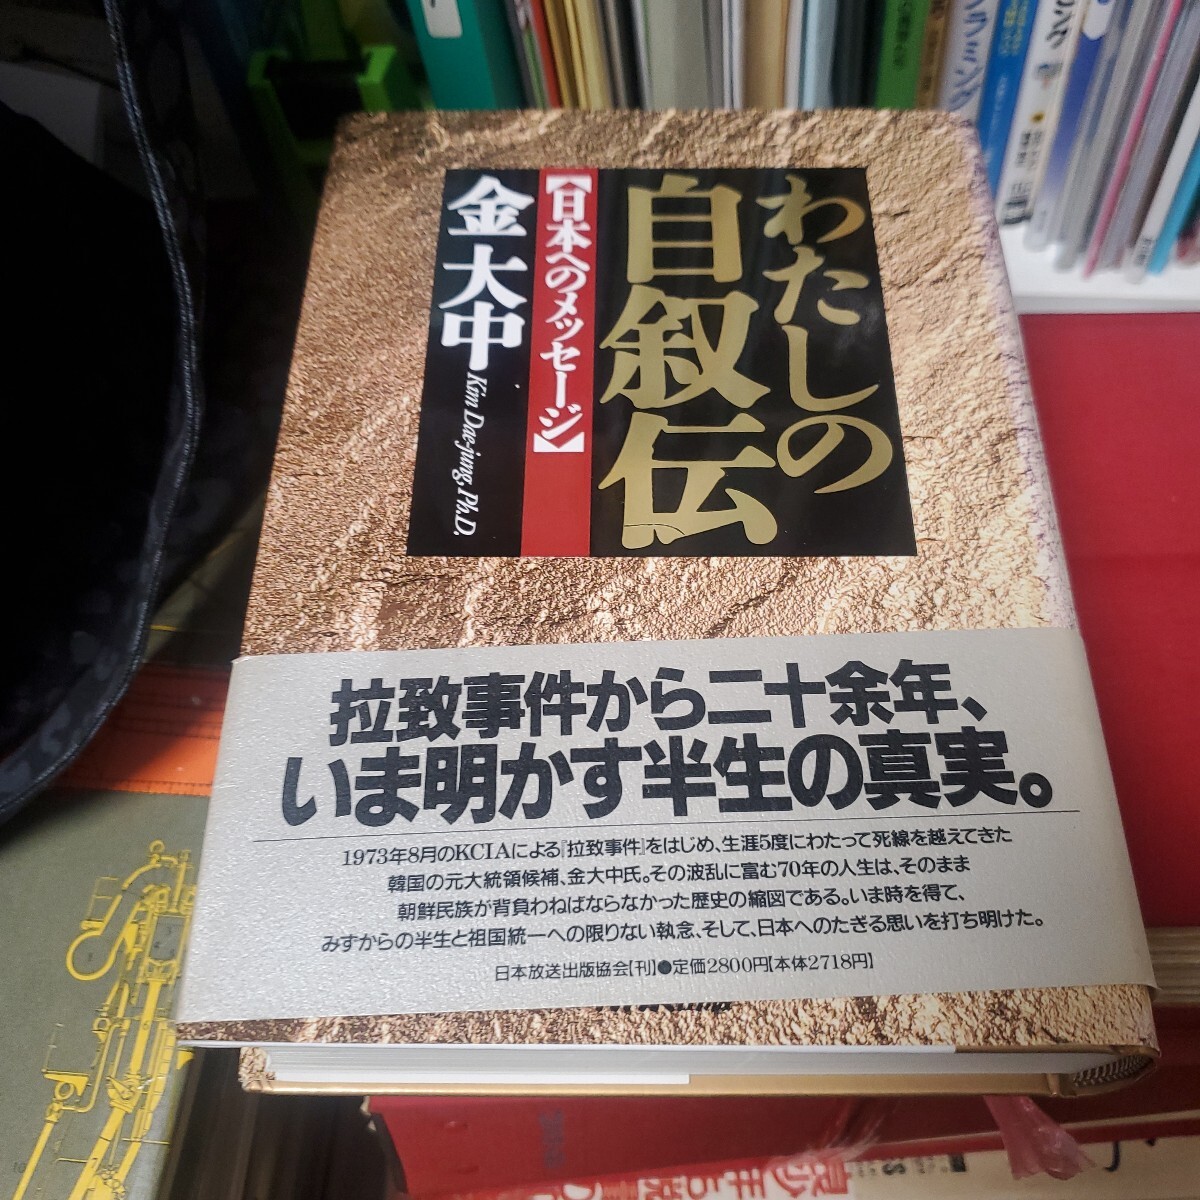 わたしの
自叙伝
【日本へのメッセージ】
金大中
Kim Dae-jung, Ph.D.
拉致事件から二十余年、
いま明かす半生の真実。
1973年8月のKCIAによる『拉致事件』をはじめ、生涯5度にわたって死線を越えてきた
韓国の元大統領候補、金大中氏。その波乱に富む70年の人生は、そのまま
朝鮮民族が背負わねばならなかった歴史の縮図である。いま時を得て、
みずからの半生と祖国統一への限りない執念、そして、日本へのたぎる思いを打ち明けた。
日本放送出版協会【刊】●定価2800円【本体2718円】